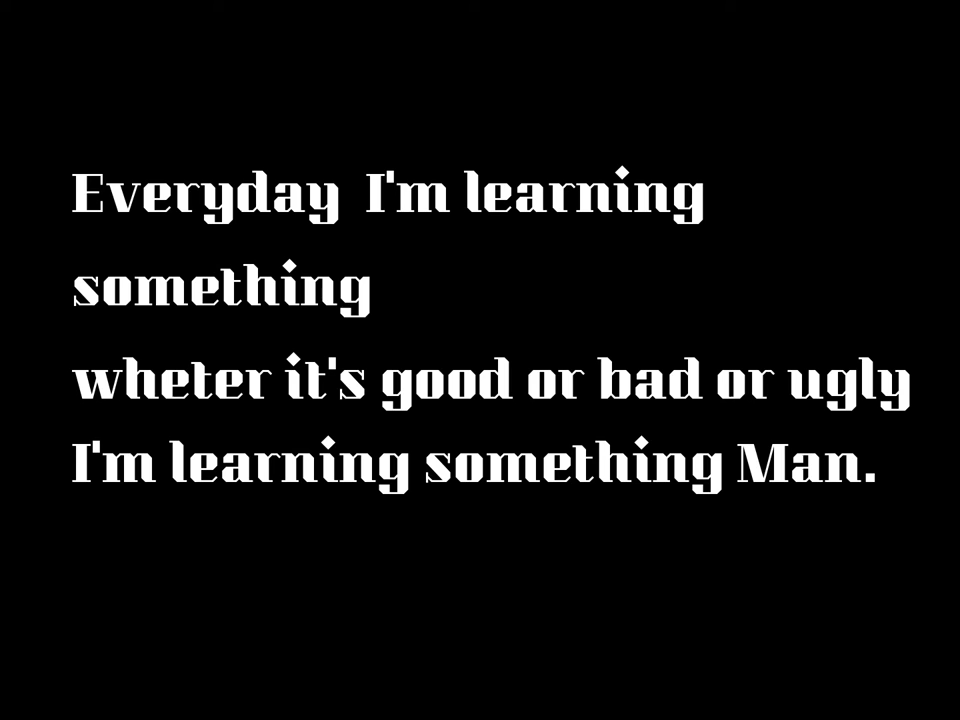 Everyday  I'm learning
something
wheter it's good or bad or ugly
I'm learning something Man.